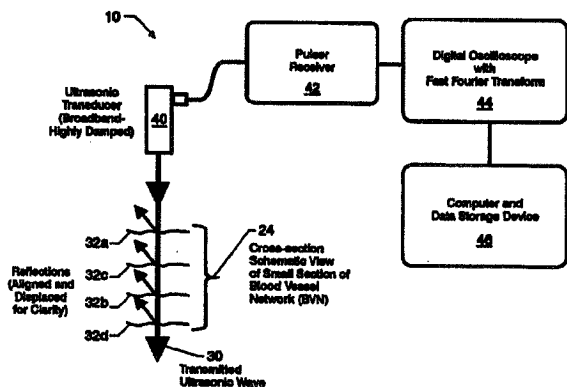 10
Pulser
Receiver
42
Digital Oscilloscope
with
Fast Fourier Transform
44
Ultrasonic
Transducer
(Broadband-
Highly Damped)
40
Computer and
Data Storage Device
46
24
Cross-section
Schematic View
of Small Section of
Blood Vessel
Network (BVN)
32a
Reflections
(Aligned and
Displaced
for Clarity)
32c
32b
32d
30
Transmitted
Ultrasonic Wave